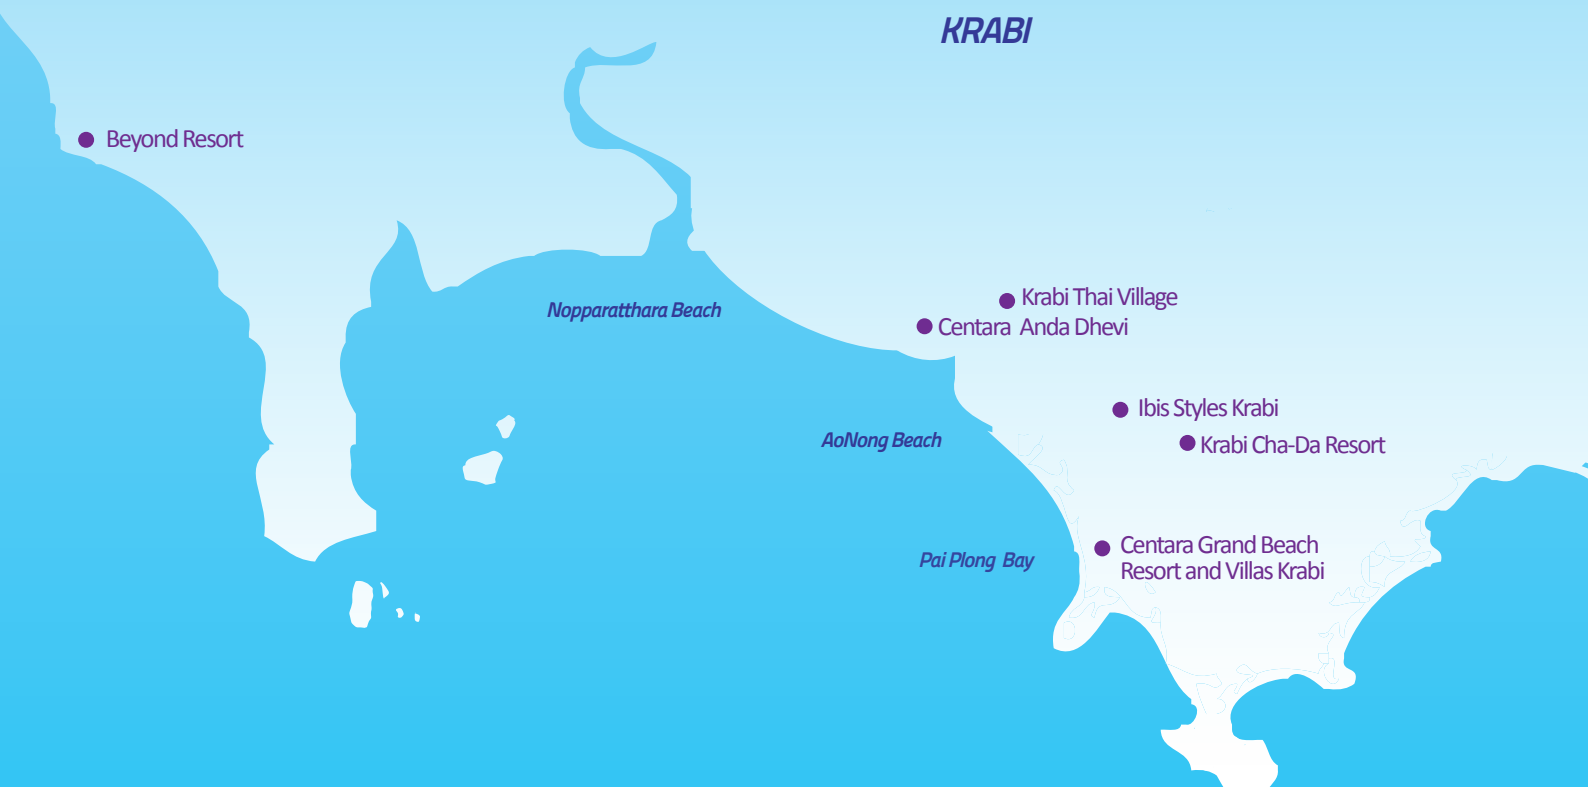 KRABI
Beyond Resort
Krabi Thai Village
Nopparatthara Beach
Centara Anda Dhevi
Ibis Styles Krabi
AoNong Beach
Krabi Cha-Da Resort
Centara Grand Beach
Resort and Villas Krabi
Pai Plong Bay